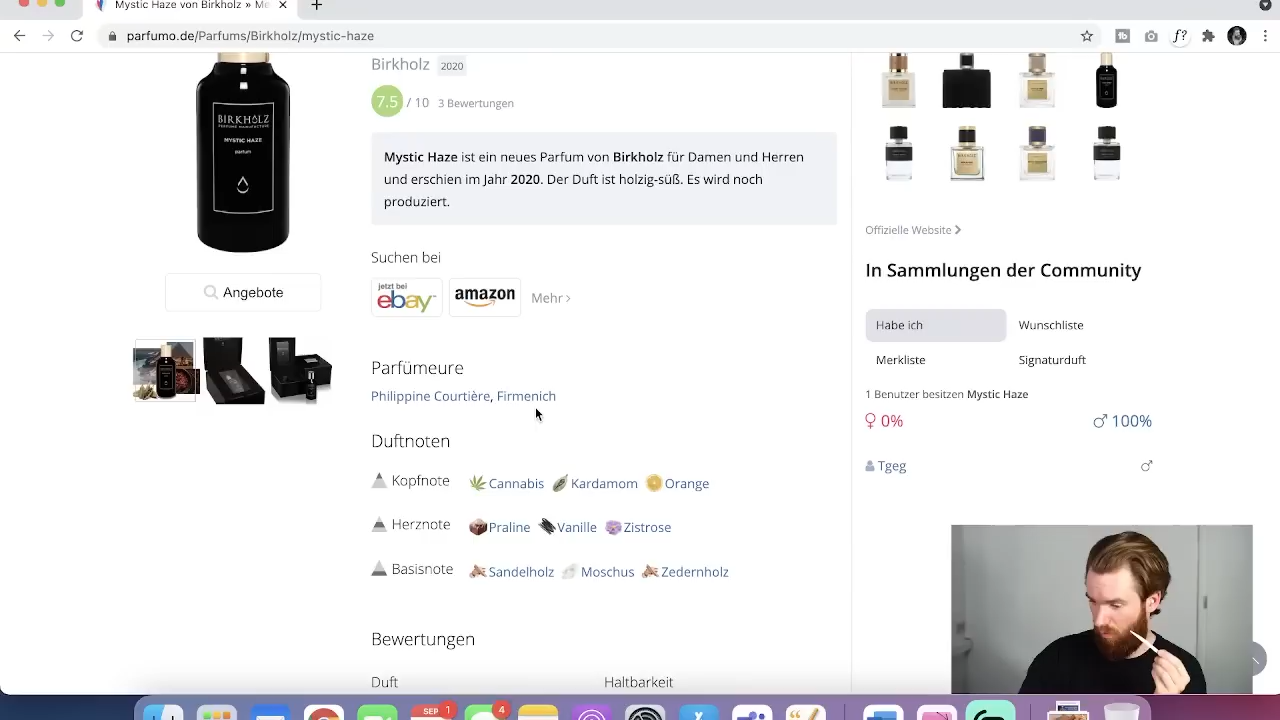 Mystic Haze von Birkholz » Me
parfumo.de/Parfums/Birkholz/mystic-haze
Birkholz 2020
7.5 / 10 3 Bewertungen
BIRKHOLZ
PERFUME MANUFACTURE
MYSTIC HAZE
parfum
Mystic Haze ist ein neues Parfum von Birkholz für Damen und Herren
und erschien im Jahr 2020. Der Duft ist holzig-süß. Es wird noch
produziert.
Suchen bei
jetzt bei
ebay
amazon
Mehr
Angebote
Parfümeure
Philippine Courtière, Firmenich
Duftnoten
Kopfnote Cannabis Kardamom Orange
Herznote Praline Vanille Zistrose
Basisnote Sandelholz Moschus Zedernholz
Bewertungen
Duft Haltbarkeit
Offizielle Website
In Sammlungen der Community
Habe ich Wunschliste
Merkliste Signaturduft
1 Benutzer besitzen Mystic Haze
0% 100%
Tgeg
SEP 1
4